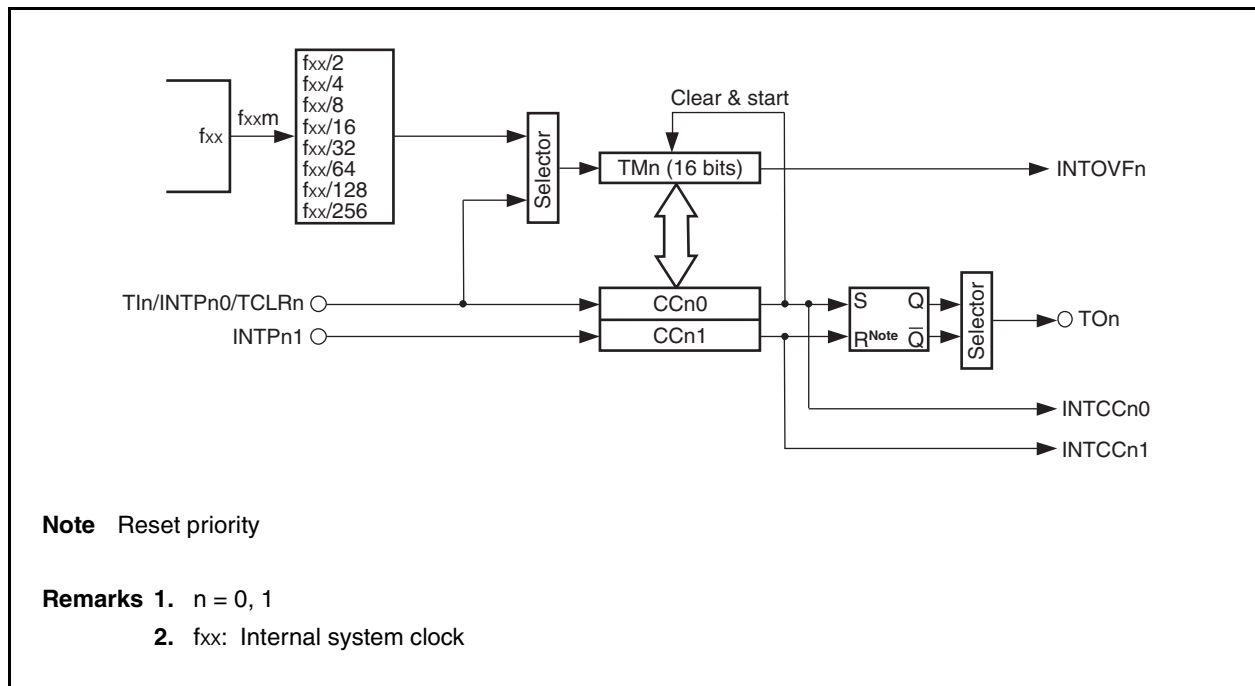 fxx
fxxm
fxx/2
fxx/4
fxx/8
fxx/16
fxx/32
fxx/64
fxx/128
fxx/256
Selector
Clear & start
TMn (16 bits)
INTOVFn
TIn/INTPn0/TCLRn
INTPn1
CCn0
CCn1
S Q
RNote Q̅
Selector
TOn
INTCCn0
INTCCn1
Note Reset priority
Remarks 1. n = 0, 1
2. fxx: Internal system clock